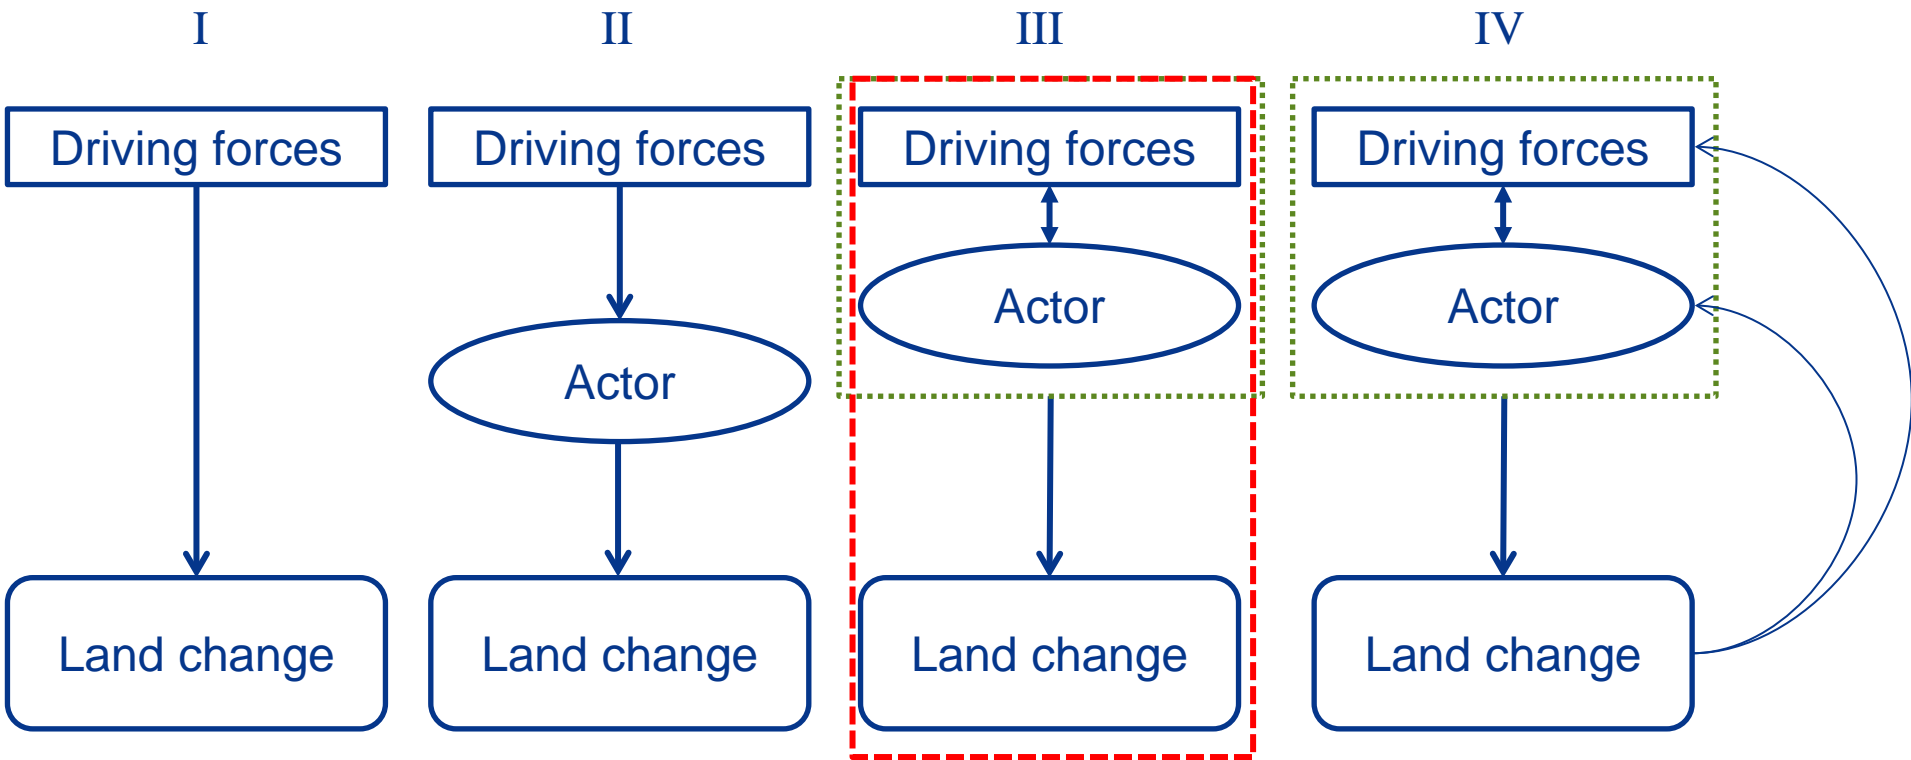 I II III IV
Driving forces Driving forces Driving forces Driving forces
Actor Actor
Actor
Land change Land change Land change Land change